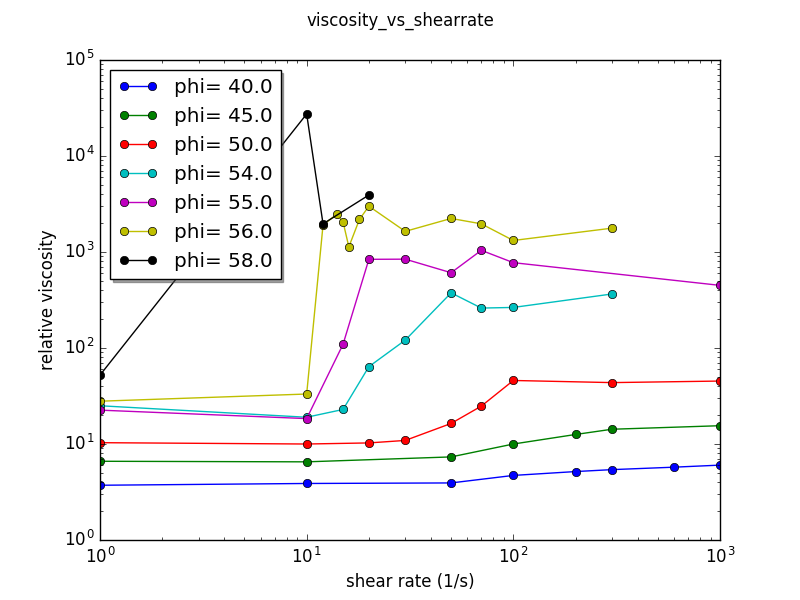 viscosity_vs_shearrate
10^5
10^4
10^3
10^2
10^1
10^0
relative viscosity
phi= 40.0
phi= 45.0
phi= 50.0
phi= 54.0
phi= 55.0
phi= 56.0
phi= 58.0
10^0 10^1 10^2 10^3
shear rate (1/s)